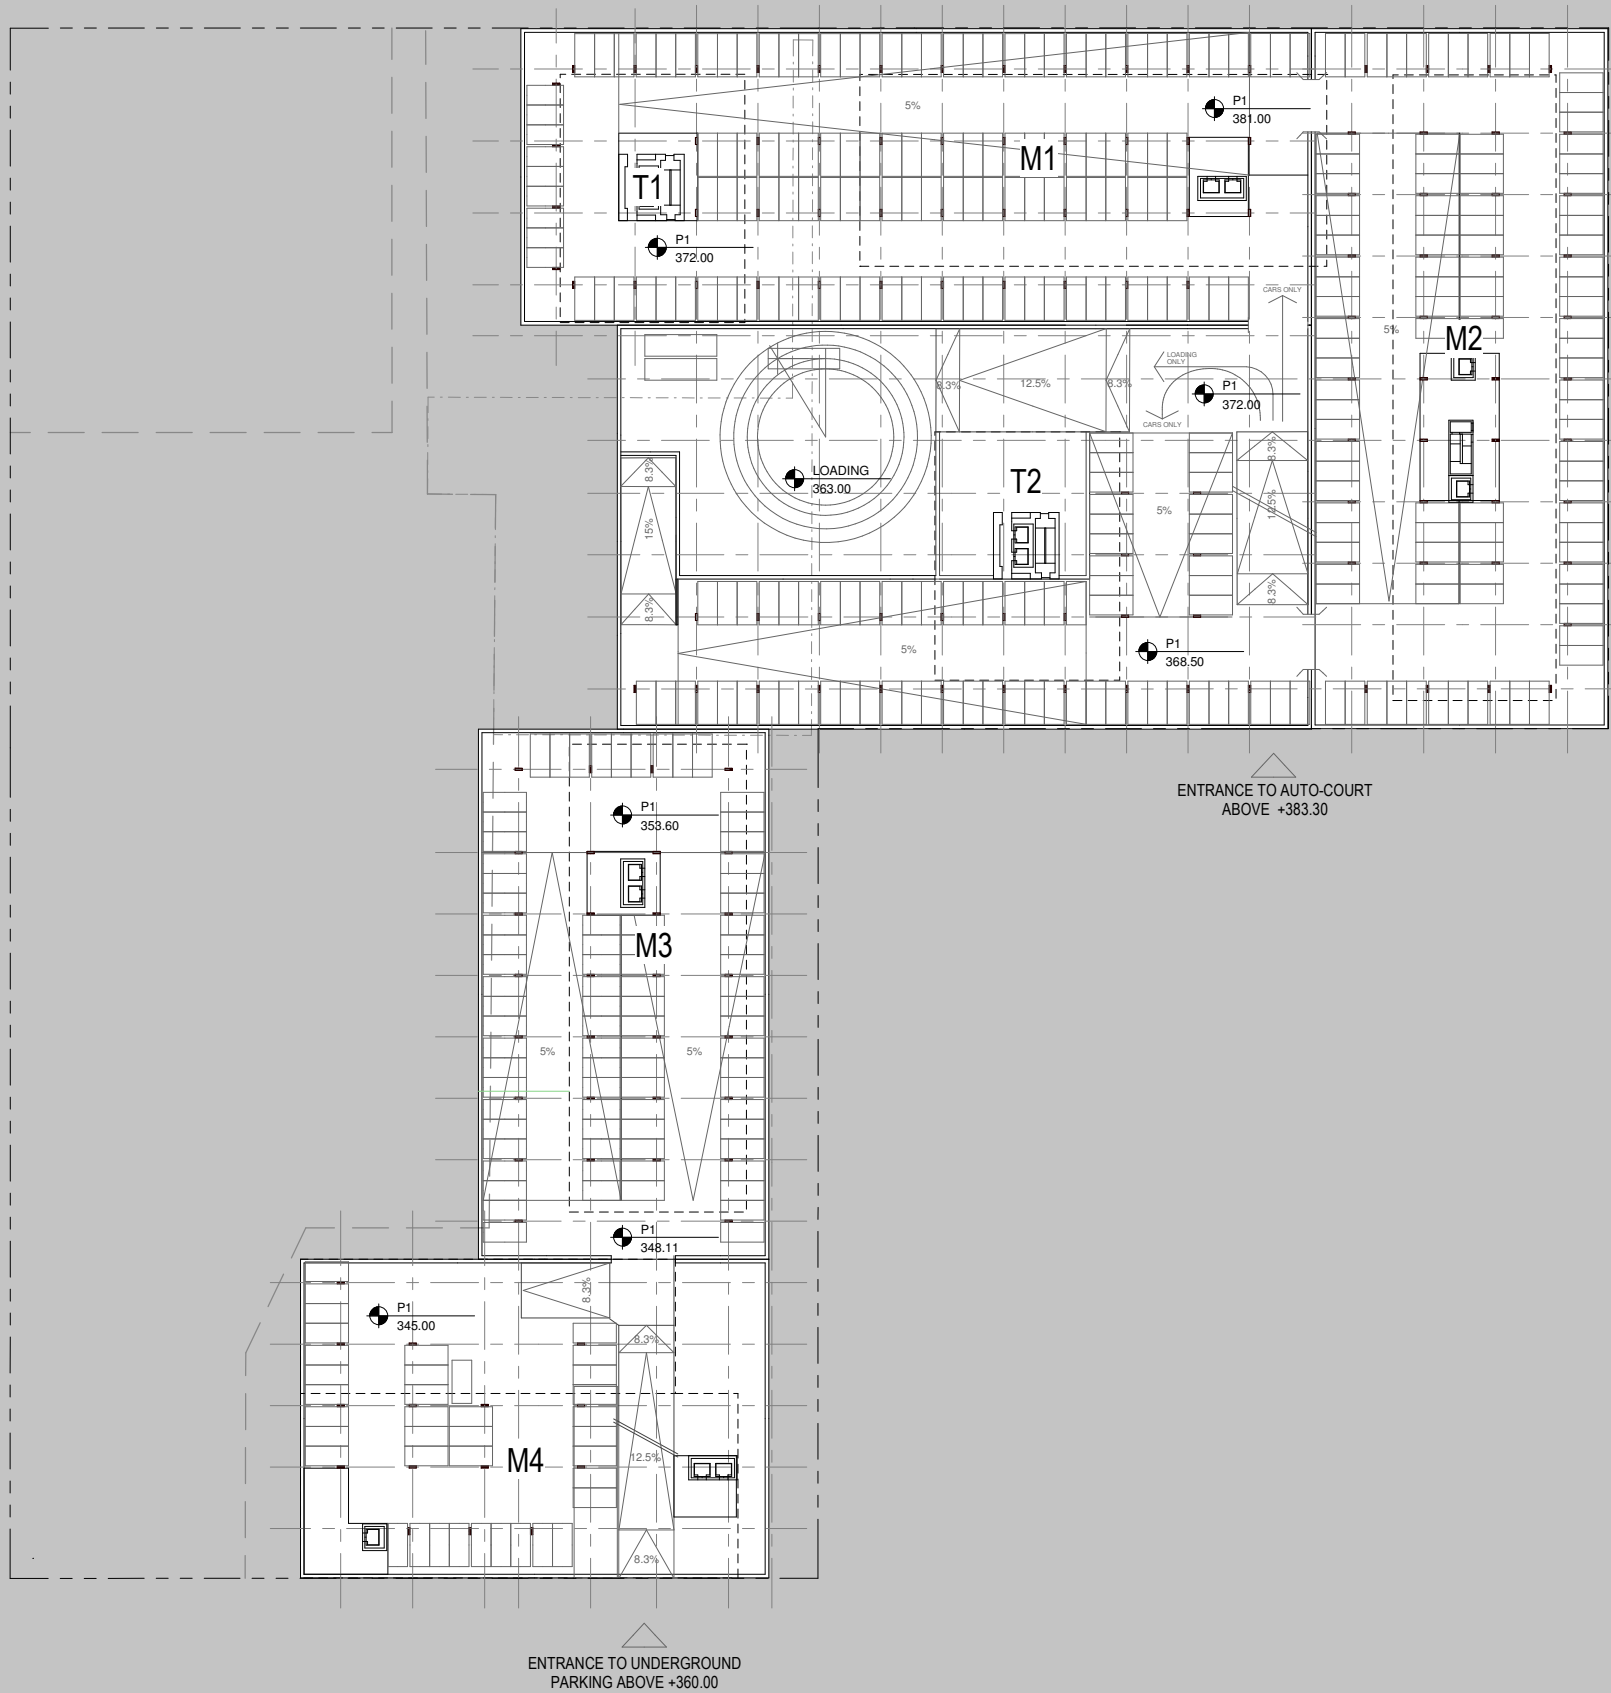 5%
P1
381.00
M1
T1
P1
372.00
CARS ONLY
5%
M2
LOADING
ONLY
8.3%
12.5%
8.3%
P1
372.00
CARS ONLY
8.3%
8.3%
LOADING
363.00
T2
15%
5%
12.5%
8.3%
8.3%
5%
P1
368.50
ENTRANCE TO AUTO-COURT
ABOVE +383.30
P1
353.60
M3
5%
5%
P1
348.11
8.3%
P1
345.00
8.3%
M4
12.5%
8.3%
ENTRANCE TO UNDERGROUND
PARKING ABOVE +360.00